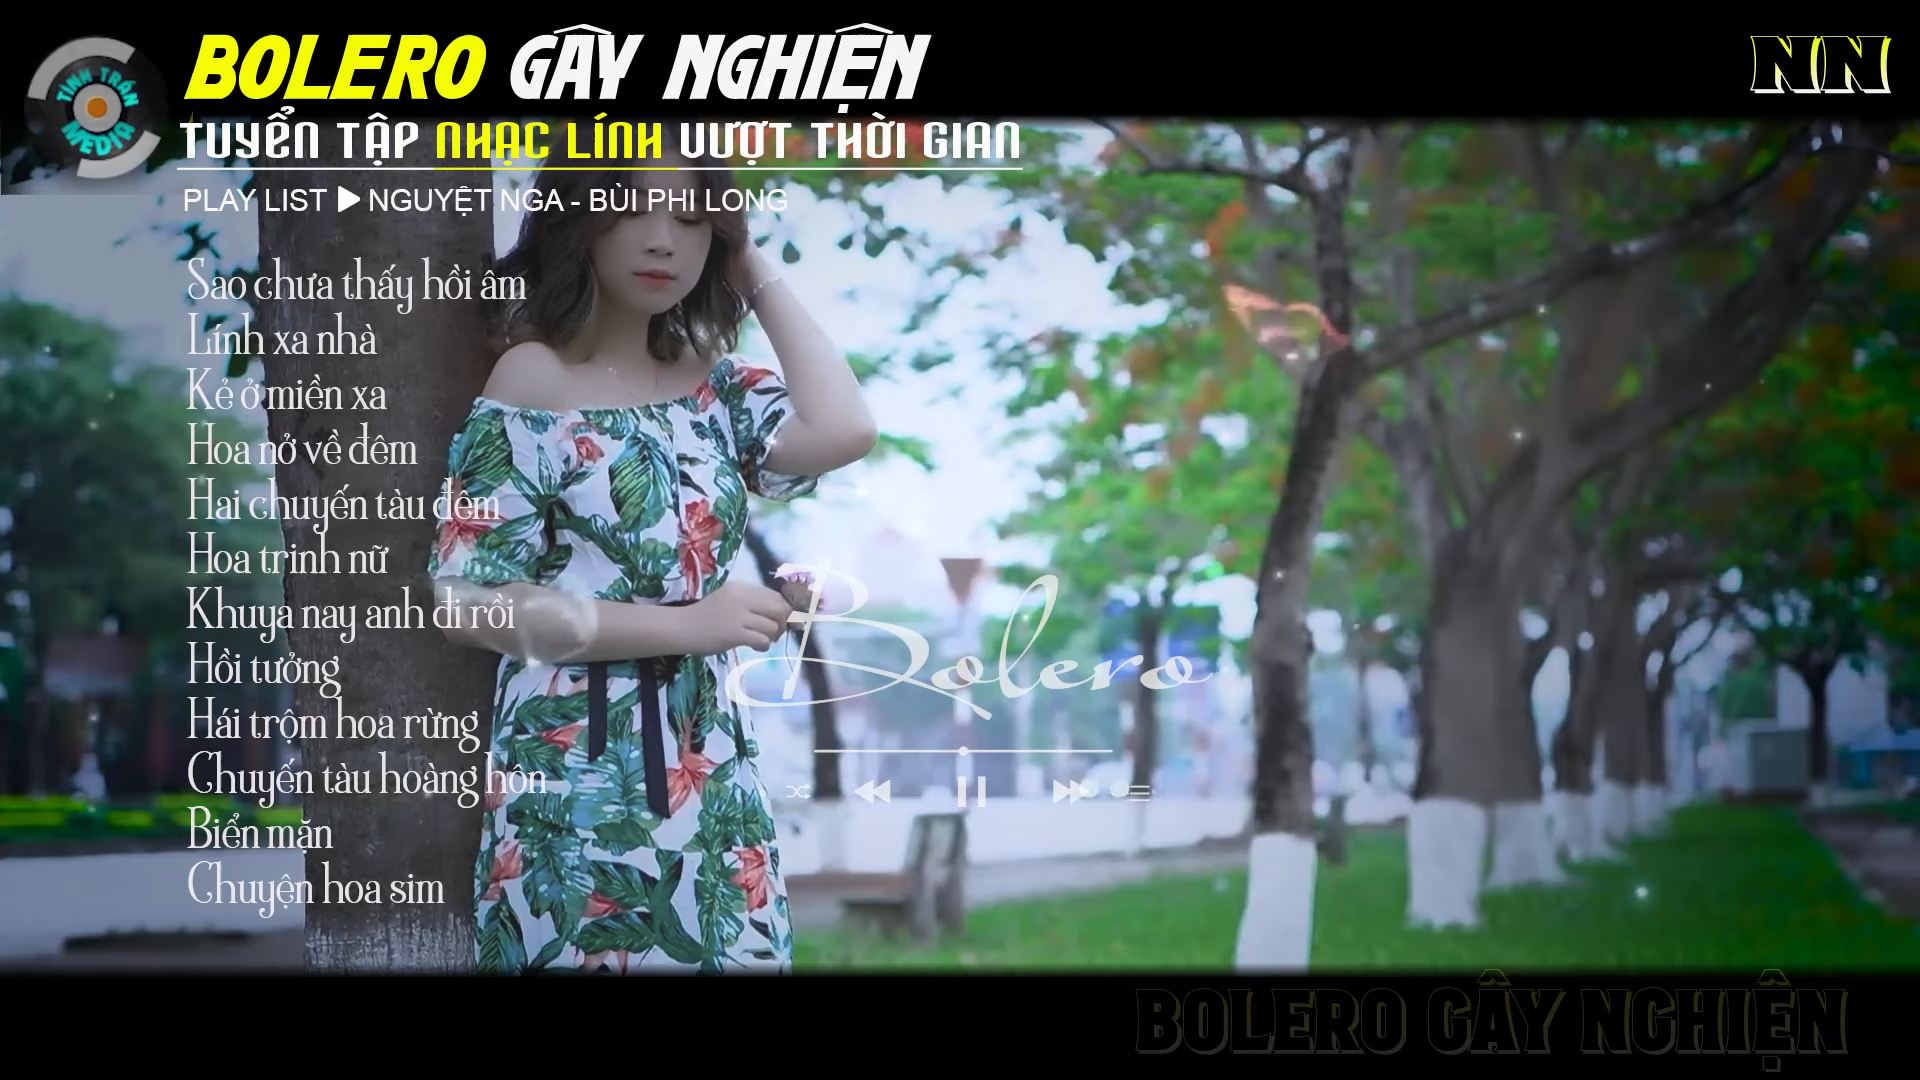 TÌNH TRẦN
MEDIA
BOLERO GÂY NGHIỆN
NN
TUYỂN TẬP NHẠC LÍNH VƯỢT THỜI GIAN
PLAY LIST ▶ NGUYỆT NGA - BÙI PHI LONG
Sao chưa thấy hồi âm
Lính xa nhà
Kẻ ở miền xa
Hoa nở về đêm
Hai chuyến tàu đêm
Hoa trinh nữ
Khuya nay anh đi rồi
Hồi tưởng
Hái trộm hoa rừng
Chuyến tàu hoàng hôn
Biển mặn
Chuyện hoa sim
Bolero
BOLERO GÂY NGHIỆN